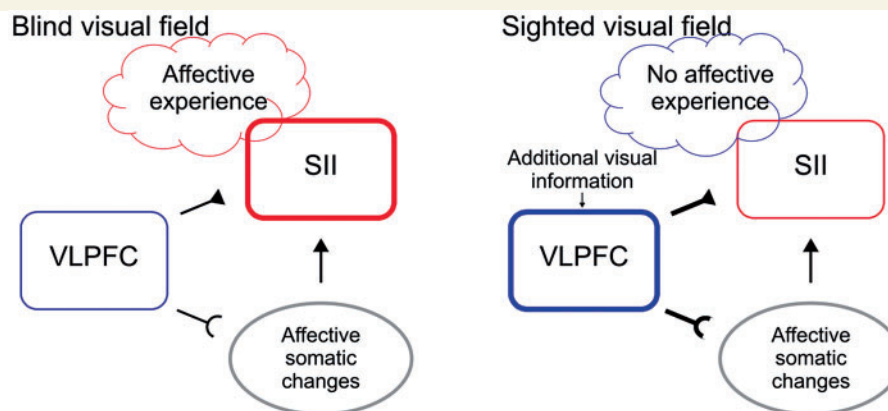 Blind visual field
Affective
experience
SII
VLPFC
Affective
somatic
changes
Sighted visual field
No affective
experience
Additional visual
information
SII
VLPFC
Affective
somatic
changes